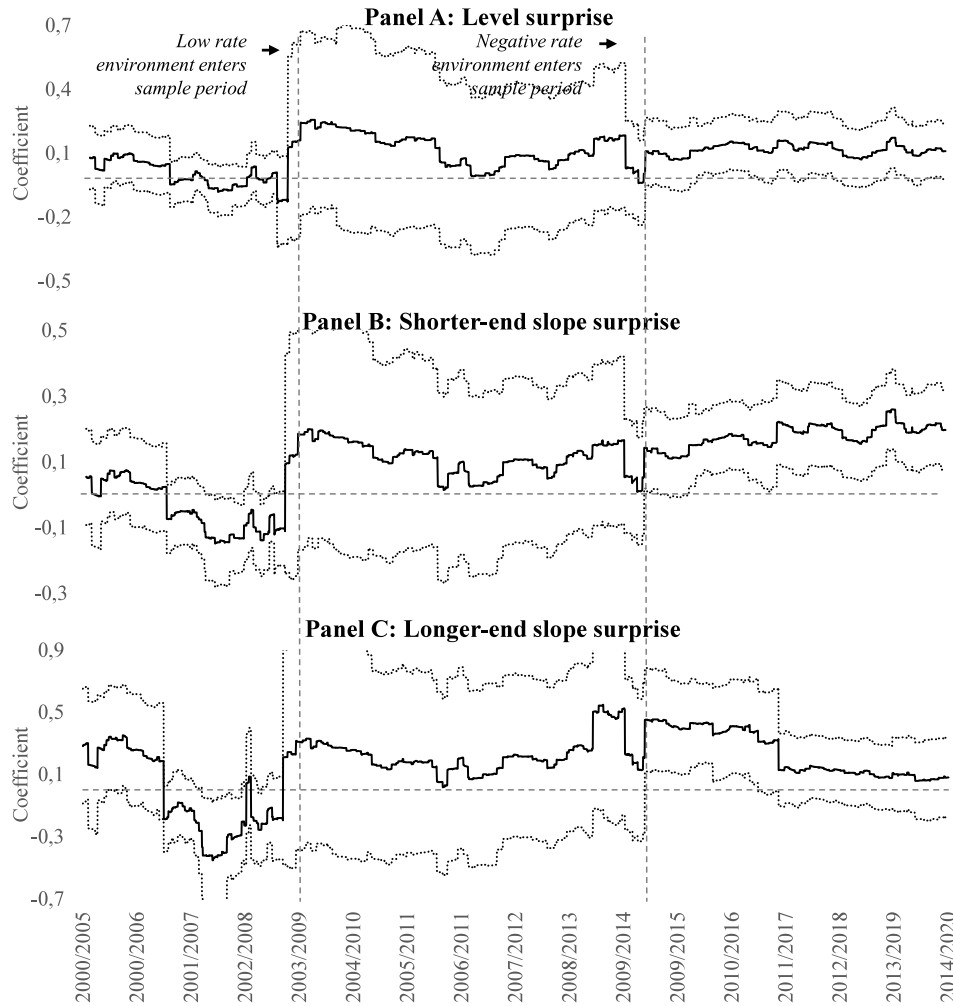 Panel A: Level surprise
0,7
0,4
0,1
-0,2
-0,5
Coefficient
Low rate
environment enters
sample period
Negative rate
environment enters
sample period
Panel B: Shorter-end slope surprise
0,5
0,3
0,1
-0,1
-0,3
Coefficient
Panel C: Longer-end slope surprise
0,9
0,5
0,1
-0,3
-0,7
Coefficient
2000/2005
2000/2006
2001/2007
2002/2008
2003/2009
2004/2010
2005/2011
2006/2011
2007/2012
2008/2013
2009/2014
2009/2015
2010/2016
2011/2017
2012/2018
2013/2019
2014/2020